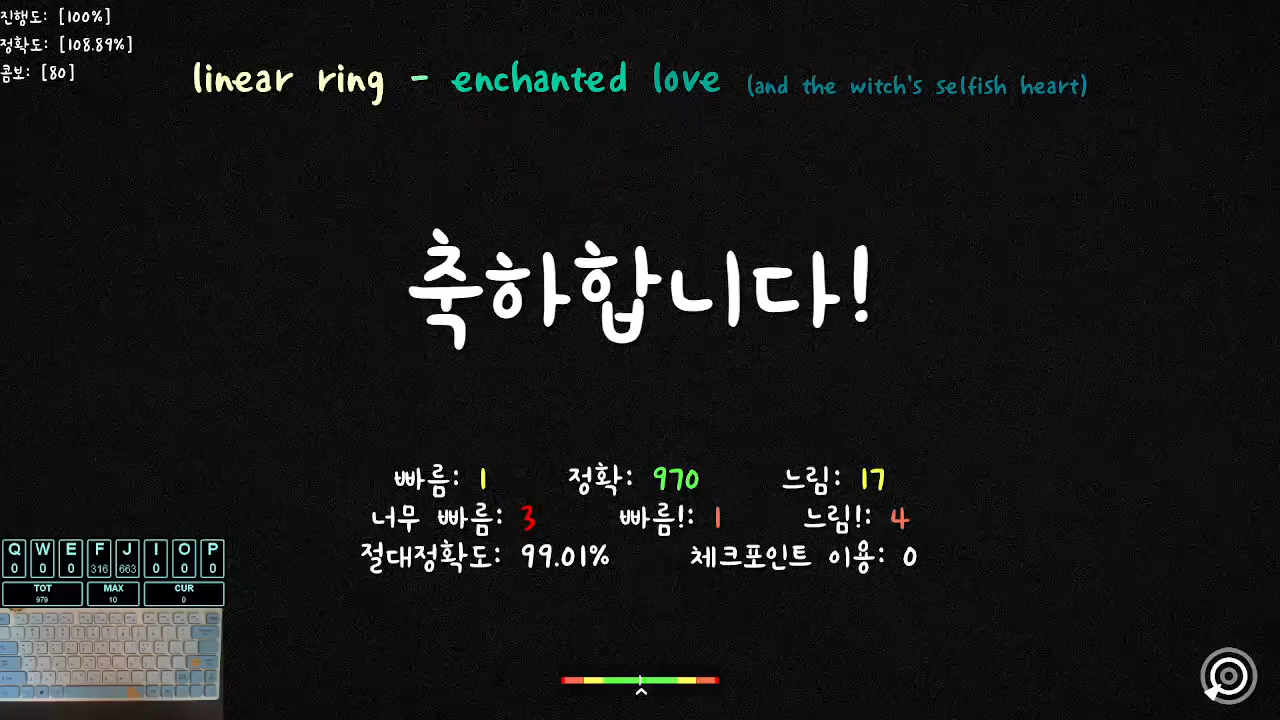 진행도: [100%]
정확도: [108.89%]
콤보: [80]
linear ring - enchanted love (and the witch's selfish heart)
축하합니다!
빠름: 1 정확: 970 느림: 17
너무 빠름: 3 빠름!: 1 느림!: 4
절대정확도: 99.01% 체크포인트 이용: 0
Q W E F J I O P
0 0 0 316 663 0 0 0
TOT MAX CUR
979 10 0